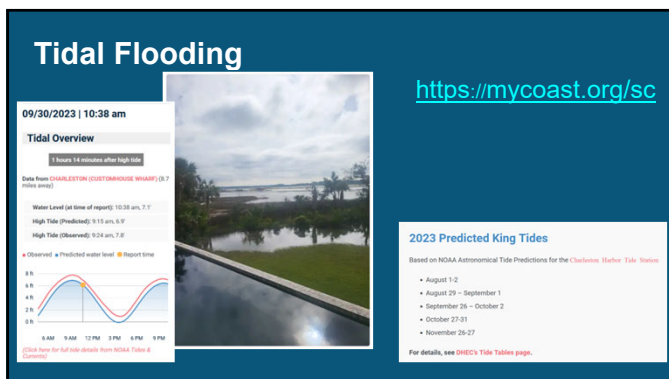 Tidal Flooding
https://mycoast.org/sc
09/30/2023 | 10:38 am
Tidal Overview
1 hours 14 minutes after high tide
Data from CHARLESTON (CUSTOMHOUSE WHARF) (8.7
miles away)
Water Level (at time of report): 10:38 am, 7.1'
High Tide (Predicted): 9:15 am, 6.9'
High Tide (Observed): 9:24 am, 7.8'
Observed Predicted water level Report time
8 ft
6 ft
4 ft
2 ft
0 ft
6 AM 9 AM 12 PM 3 PM 6 PM 9 PM
(Click here for full tide details from NOAA Tides &
Currents)
2023 Predicted King Tides
Based on NOAA Astronomical Tide Predictions for the Charleston Harbor Tide Station
• August 1-2
• August 29 – September 1
• September 26 – October 2
• October 27-31
• November 26-27
For details, see DHEC's Tide Tables page.